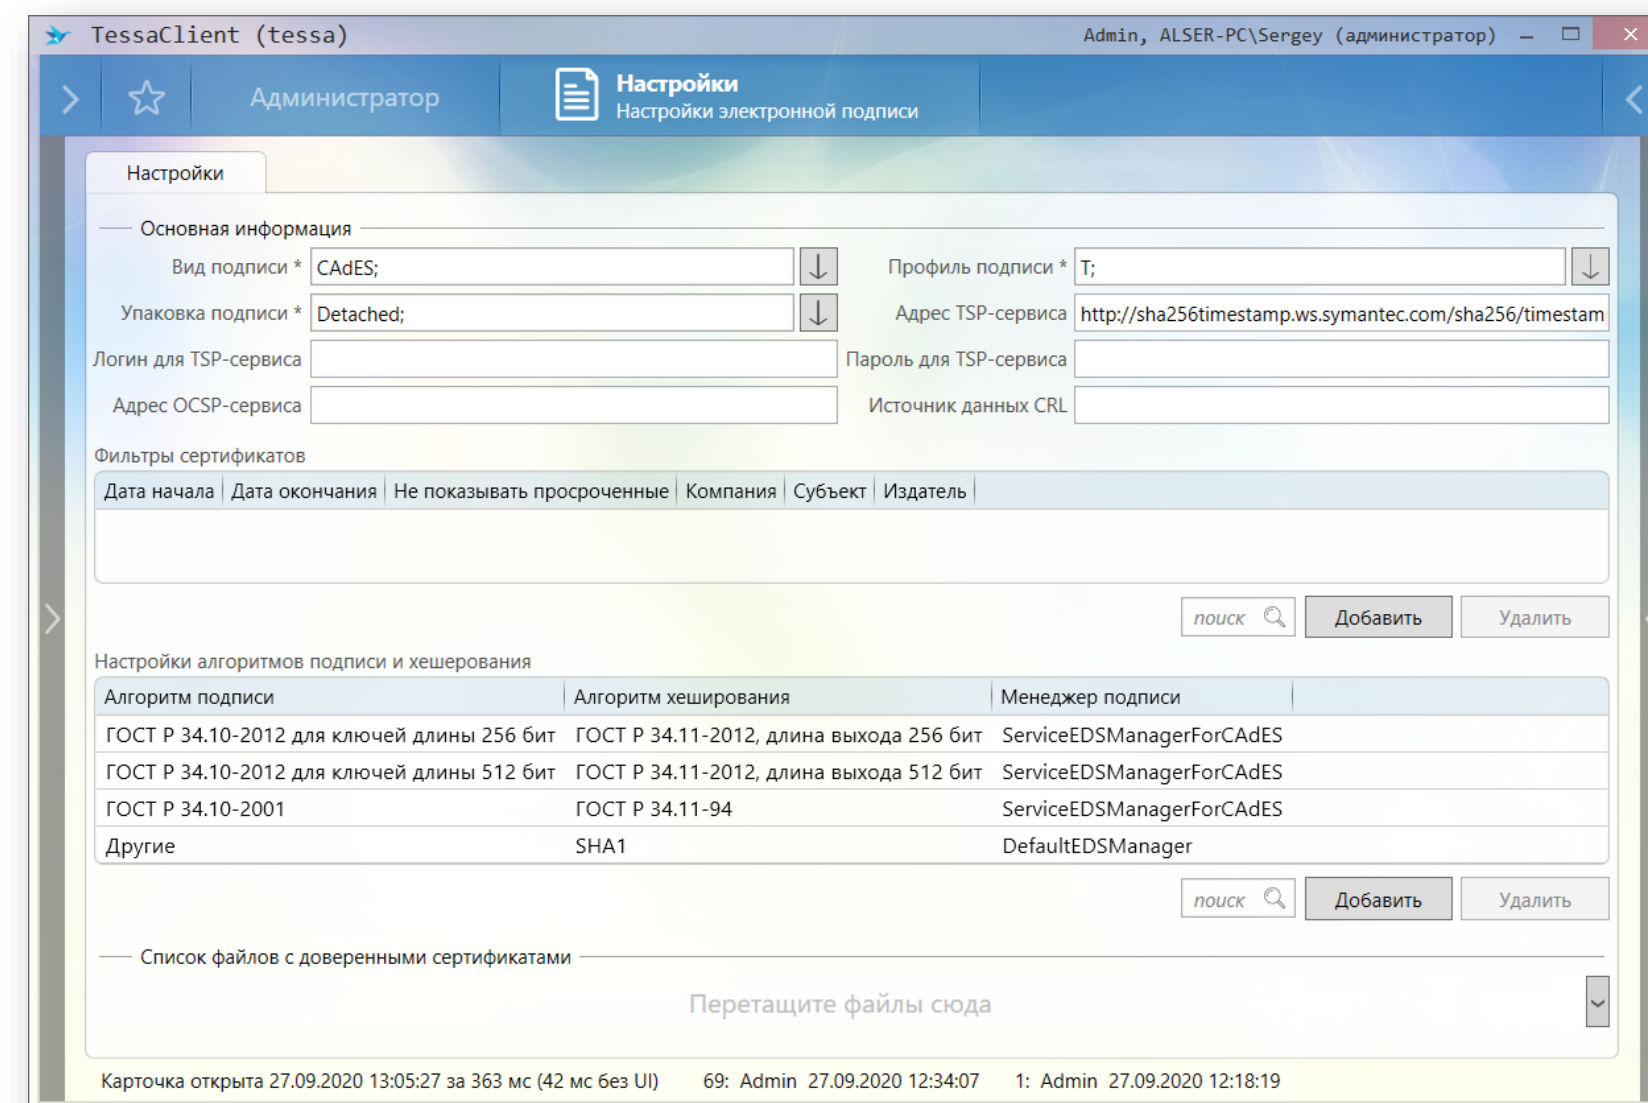 TessaClient (tessa) Admin, ALSER-PC\Sergey (администратор)
Администратор
Настройки
Настройки электронной подписи
Настройки
Основная информация
Вид подписи * CAdES; Профиль подписи * T;
Упаковка подписи * Detached; Адрес TSP-сервиса http://sha256timestamp.ws.symantec.com/sha256/timestam
Логин для TSP-сервиса Пароль для TSP-сервиса
Адрес OCSP-сервиса Источник данных CRL
Фильтры сертификатов
Дата начала Дата окончания Не показывать просроченные Компания Субъект Издатель
поиск Добавить Удалить
Настройки алгоритмов подписи и хешерования
Алгоритм подписи Алгоритм хеширования Менеджер подписи
ГОСТ Р 34.10-2012 для ключей длины 256 бит ГОСТ Р 34.11-2012, длина выхода 256 бит ServiceEDSManagerForCAdES
ГОСТ Р 34.10-2012 для ключей длины 512 бит ГОСТ Р 34.11-2012, длина выхода 512 бит ServiceEDSManagerForCAdES
ГОСТ Р 34.10-2001 ГОСТ Р 34.11-94 ServiceEDSManagerForCAdES
Другие SHA1 DefaultEDSManager
поиск Добавить Удалить
Список файлов с доверенными сертификатами
Перетащите файлы сюда
Карточка открыта 27.09.2020 13:05:27 за 363 мс (42 мс без UI) 69: Admin 27.09.2020 12:34:07 1: Admin 27.09.2020 12:18:19